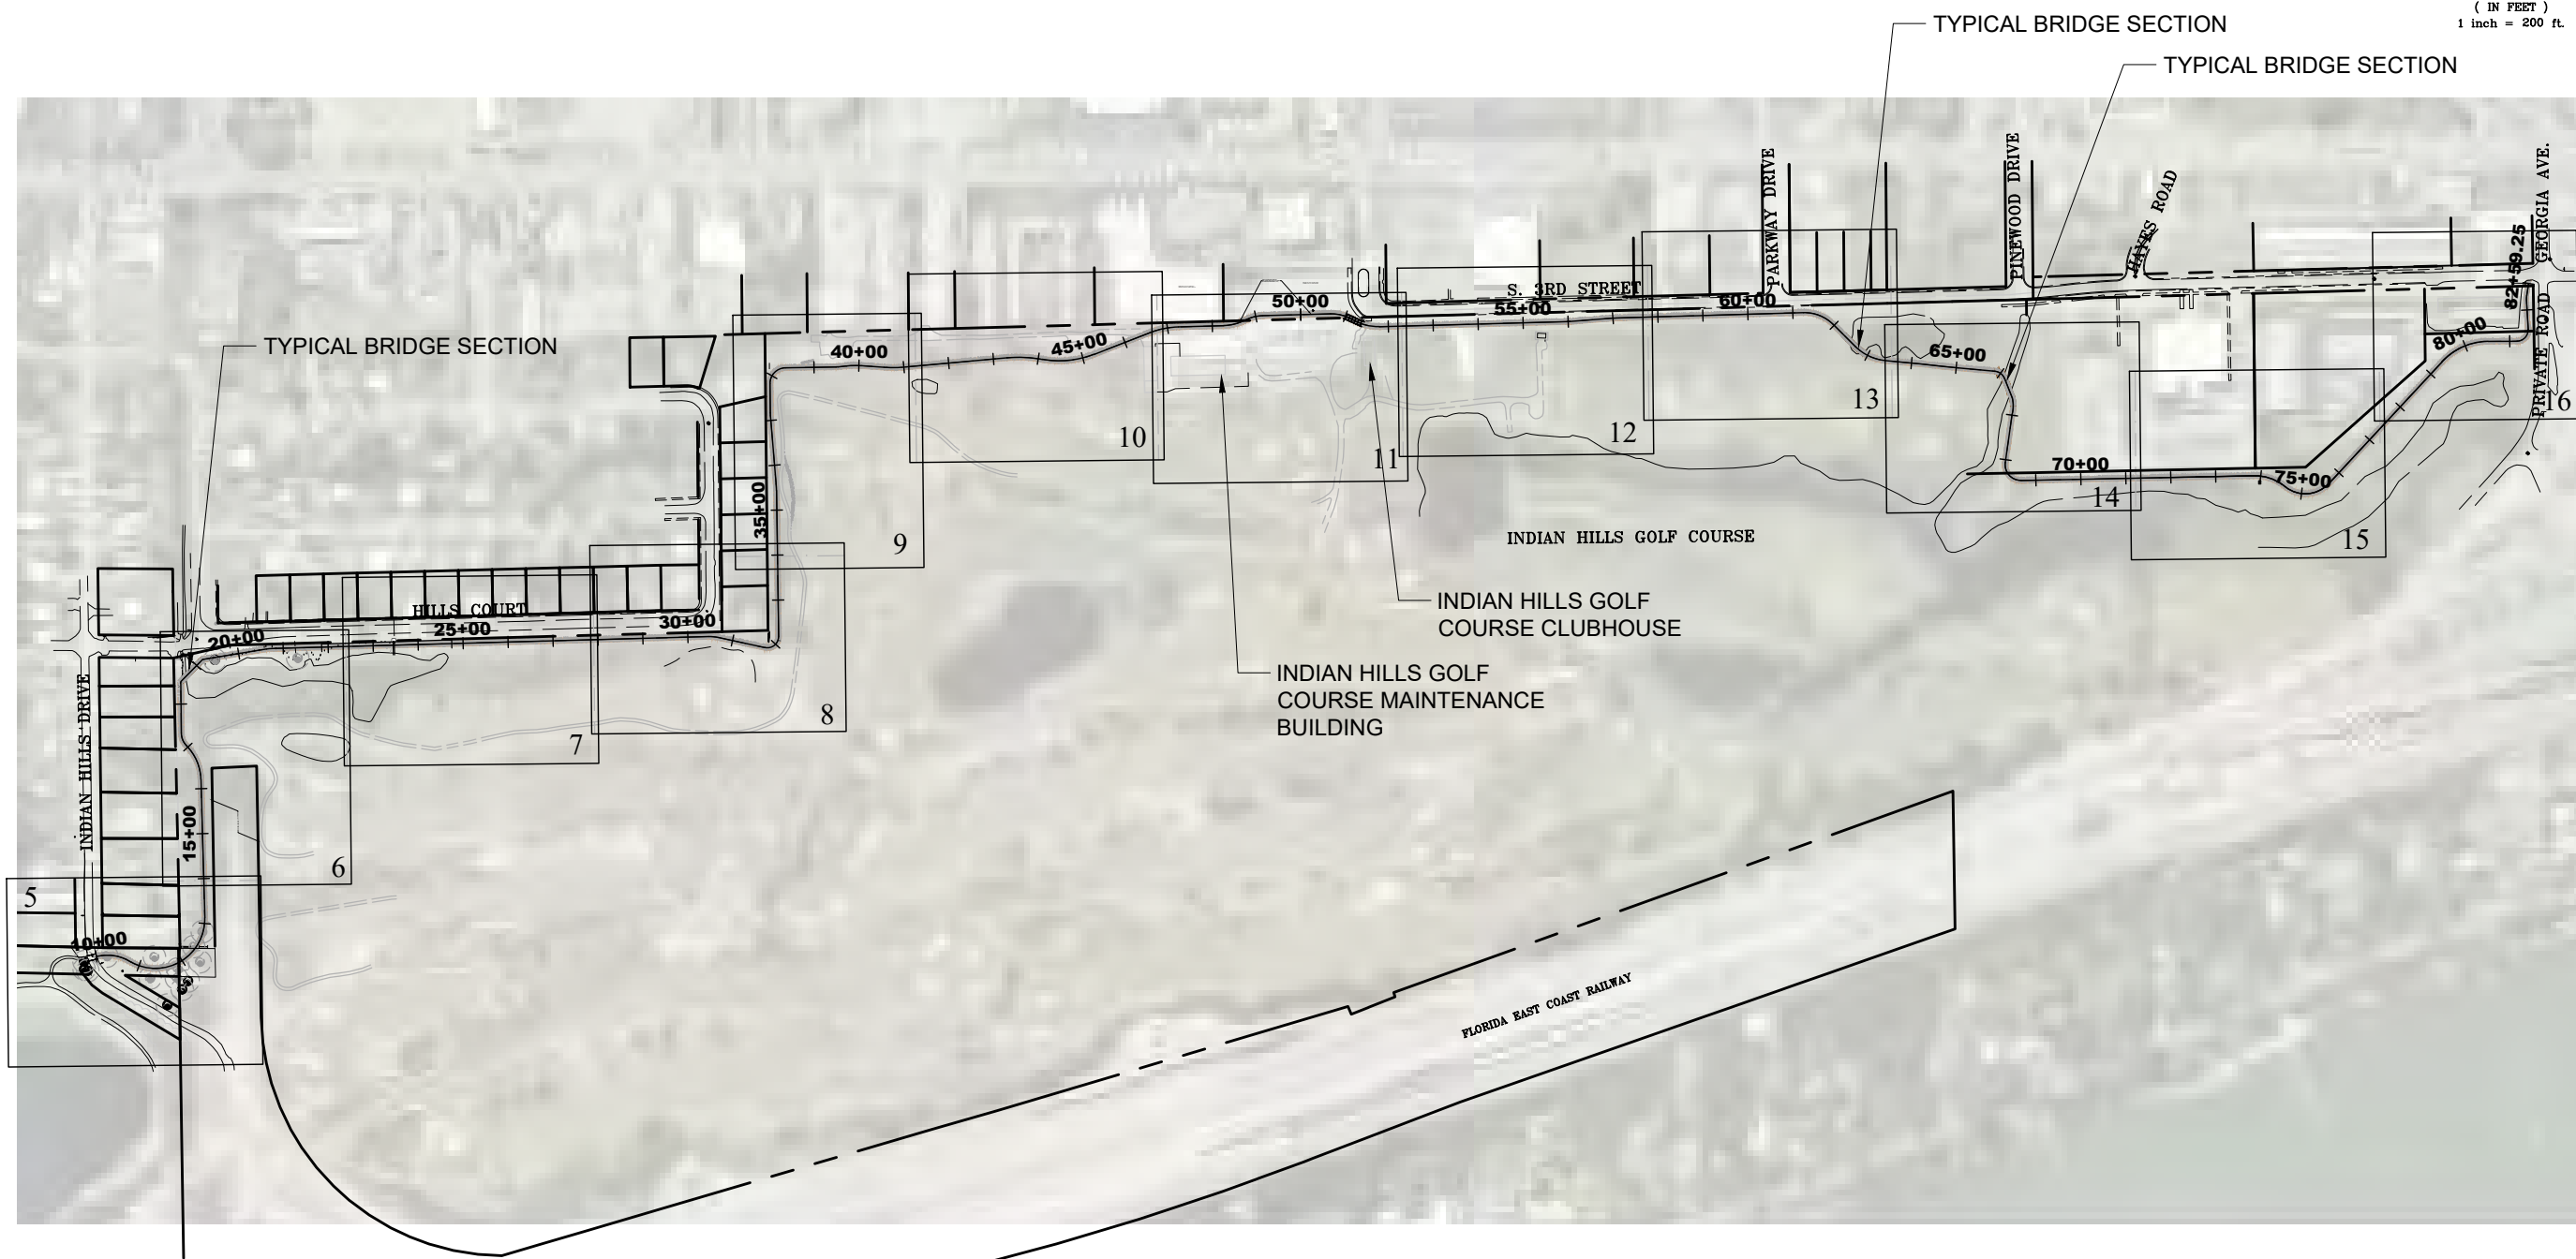 ( IN FEET )
1 inch = 200 ft.
TYPICAL BRIDGE SECTION
TYPICAL BRIDGE SECTION
PARKWAY DRIVE
PINEWOOD DRIVE
HAYES ROAD
GEORGIA AVE.
82+59.25
PRIVATE ROAD
TYPICAL BRIDGE SECTION
40+00
45+00
50+00
S. 3RD STREET
55+00
60+00
65+00
80+00
16
13
12
10
11
70+00
75+00
14
15
35+00
9
INDIAN HILLS GOLF COURSE
INDIAN HILLS GOLF
COURSE CLUBHOUSE
INDIAN HILLS GOLF
COURSE MAINTENANCE
BUILDING
HILLS COURT
20+00
25+00
30+00
8
7
INDIAN HILLS DRIVE
15+00
6
5
10+00
FLORIDA EAST COAST RAILWAY